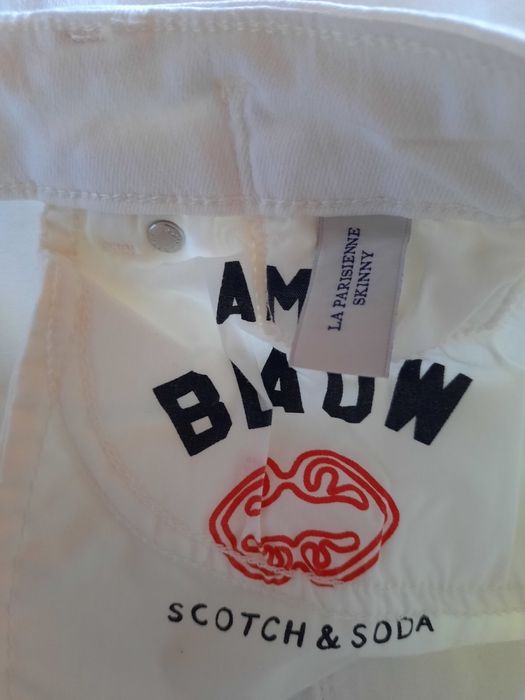 AM
BLAUW
SCOTCH & SODA
LA PARISIENNE
SKINNY